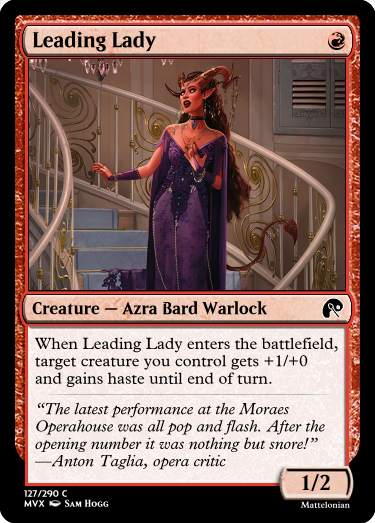 Leading Lady
Creature — Azra Bard Warlock
When Leading Lady enters the battlefield,
target creature you control gets +1/+0
and gains haste until end of turn.
“The latest performance at the Moraes
Operahouse was all pop and flash. After the
opening number it was nothing but snore!”
—Anton Taglia, opera critic
1/2
127/290 C
MVX Sam Hogg
Mattelonian